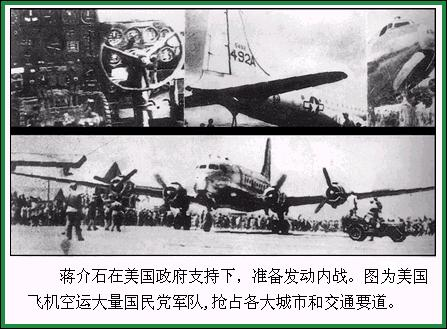 492A
蒋介石在美国政府支持下，准备发动内战。图为美国
飞机空运大量国民党军队,抢占各大城市和交通要道。